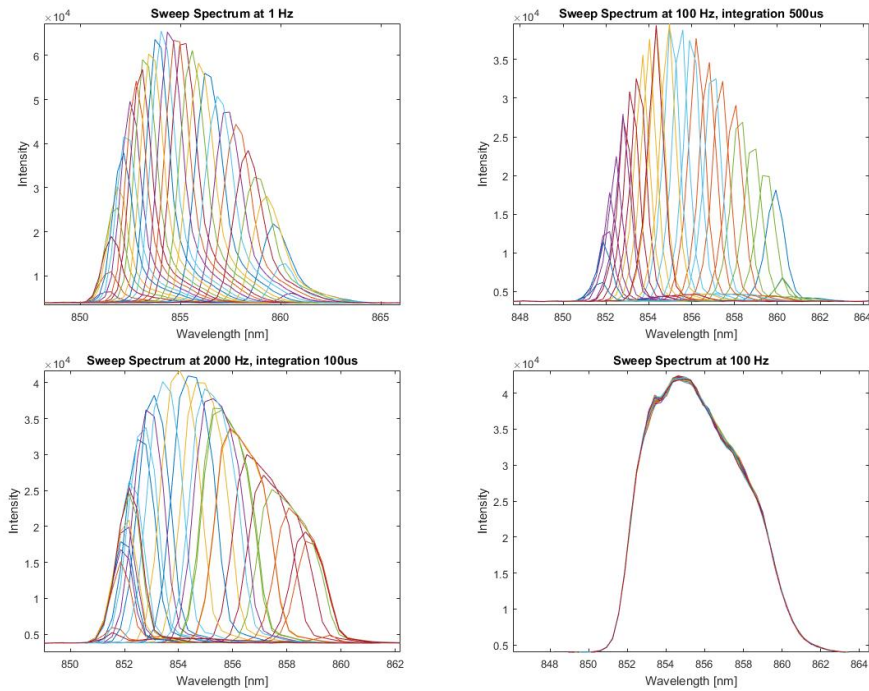 Sweep Spectrum at 1 Hz
×10⁴
6
5
4
3
2
1
Intensity
850 855 860 865
Wavelength [nm]
Sweep Spectrum at 100 Hz, integration 500us
×10⁴
3.5
3
2.5
2
1.5
1
0.5
Intensity
848 850 852 854 856 858 860 862 864
Wavelength [nm]
Sweep Spectrum at 2000 Hz, integration 100us
×10⁴
4
3.5
3
2.5
2
1.5
1
0.5
Intensity
850 852 854 856 858 860 862
Wavelength [nm]
Sweep Spectrum at 100 Hz
×10⁴
4
3.5
3
2.5
2
1.5
1
0.5
Intensity
848 850 852 854 856 858 860 862 864
Wavelength [nm]